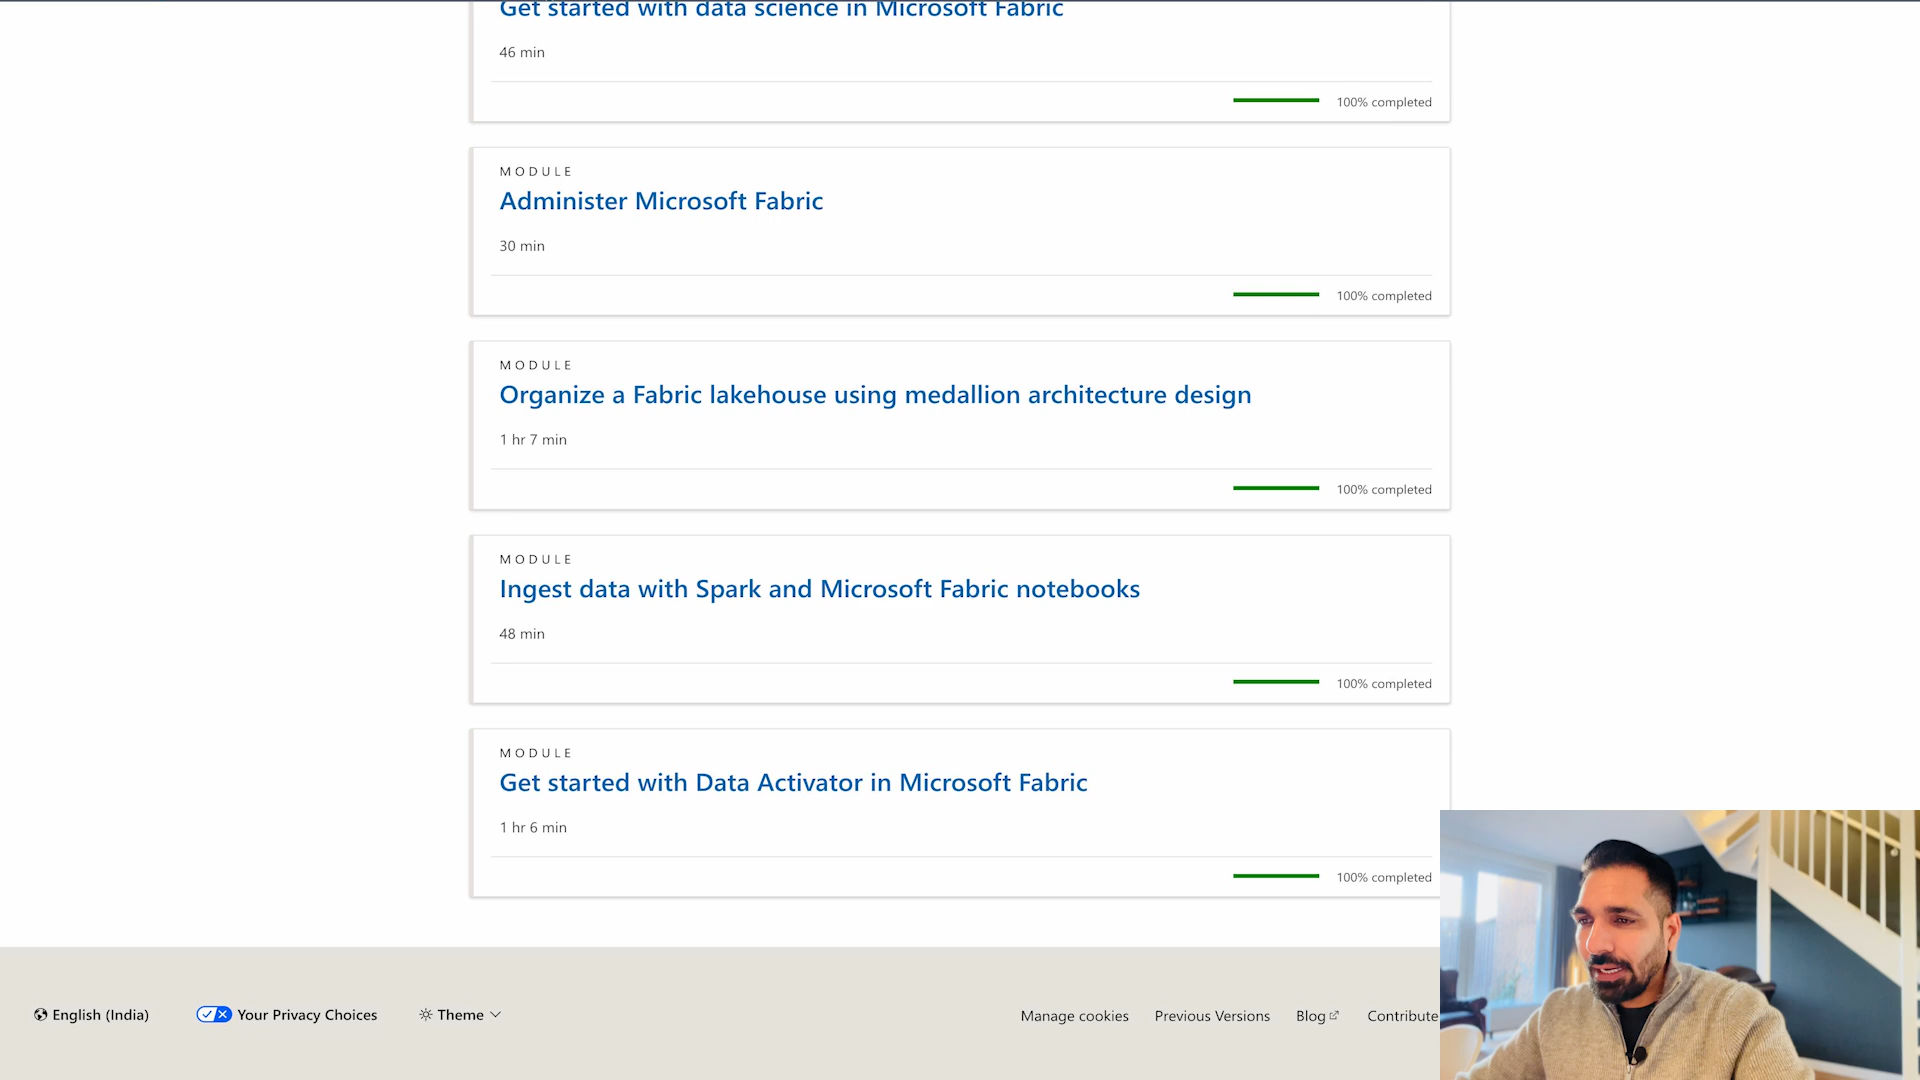 Get started with data science in Microsoft Fabric
46 min
100% completed
MODULE
Administer Microsoft Fabric
30 min
100% completed
MODULE
Organize a Fabric lakehouse using medallion architecture design
1 hr 7 min
100% completed
MODULE
Ingest data with Spark and Microsoft Fabric notebooks
48 min
100% completed
MODULE
Get started with Data Activator in Microsoft Fabric
1 hr 6 min
100% completed
English (India) Your Privacy Choices Theme Manage cookies Previous Versions Blog Contribute